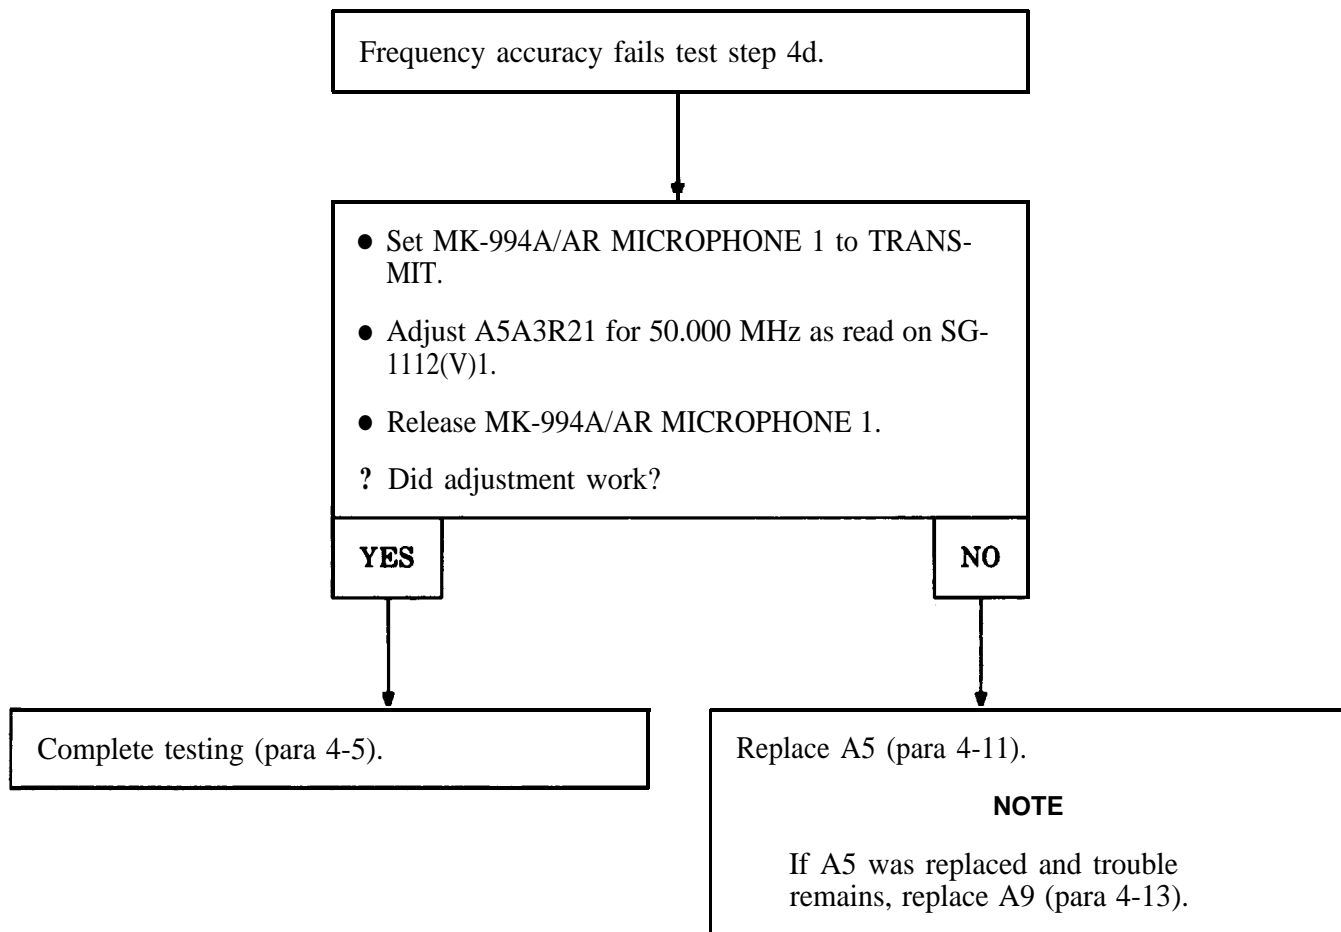 Frequency accuracy fails test step 4d.
● Set MK-994A/AR MICROPHONE 1 to TRANS-
MIT.
● Adjust A5A3R21 for 50.000 MHz as read on SG-
1112(V)1.
● Release MK-994A/AR MICROPHONE 1.
? Did adjustment work?
YES
NO
Complete testing (para 4-5).
Replace A5 (para 4-11).
NOTE
If A5 was replaced and trouble
remains, replace A9 (para 4-13).